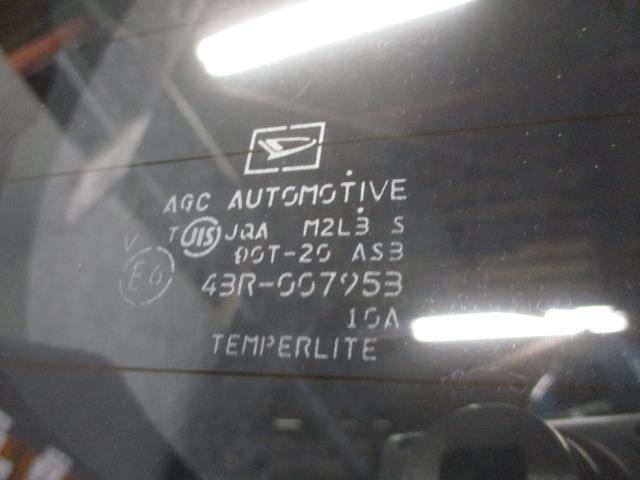 AGC AUTOMOTIVE
T JIS JQA M2L3 S
V DOT-20 AS3
E6 43R-007953
10A
TEMPERLITE